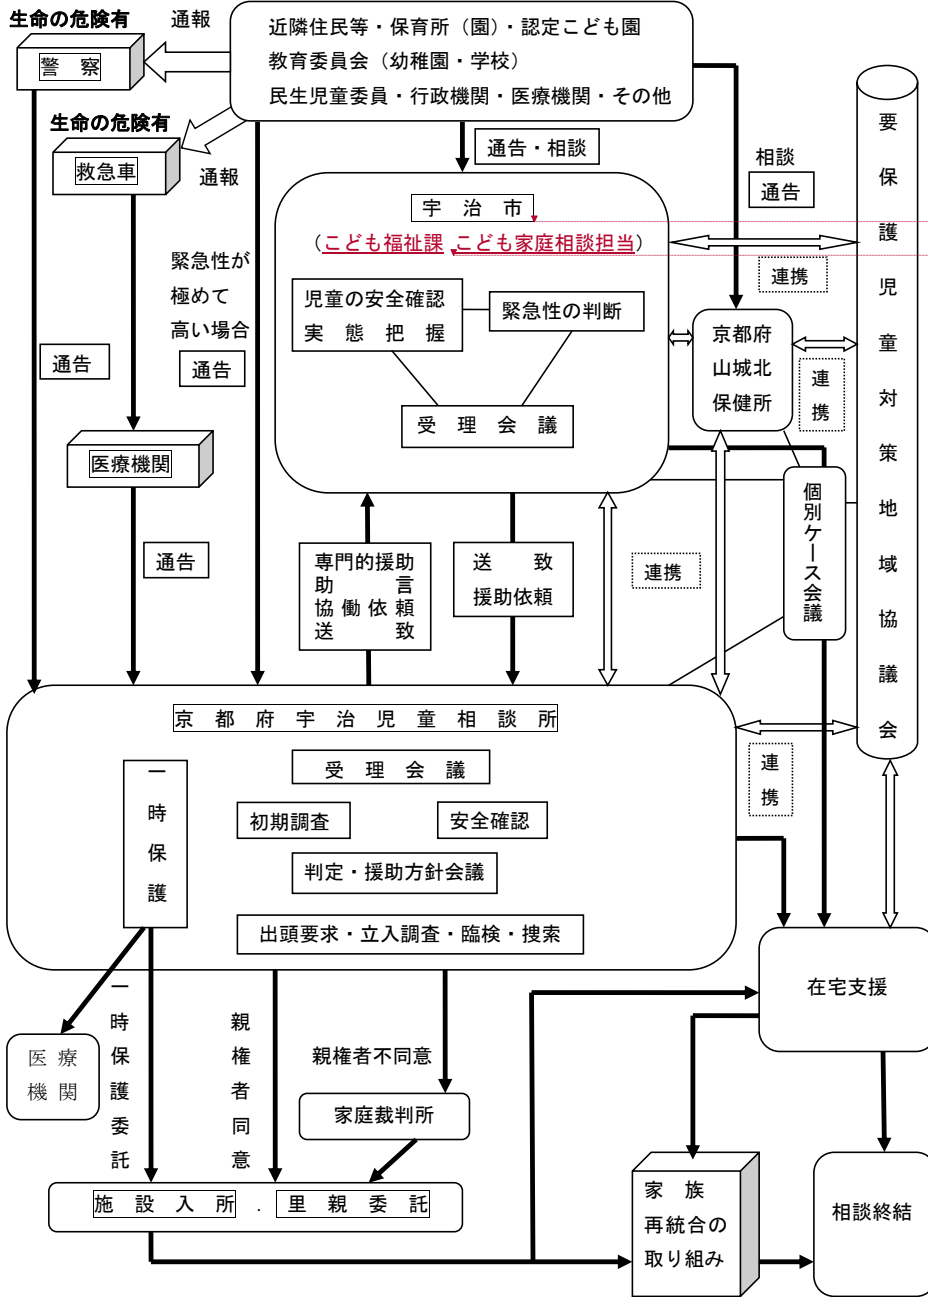 生命の危険有
通報
警察
近隣住民等・保育所（園）・認定こども園
教育委員会（幼稚園・学校）
民生児童委員・行政機関・医療機関・その他
生命の危険有
救急車
通報
通告・相談
相談
通告
要保護児童対策地域協議会
宇治市
（こども福祉課 こども家庭相談担当）
連携
緊急性が
極めて
高い場合
通告
通告
児童の安全確認
実態把握
緊急性の判断
受理会議
京都府
山城北
保健所
連携
医療機関
通告
専門的援助
助言
協働依頼
送致
送致
援助依頼
連携
個別ケース会議
京都府宇治児童相談所
受理会議
一時保護
初期調査
安全確認
判定・援助方針会議
出頭要求・立入調査・臨検・捜索
連携
在宅支援
医療
機関
一時保護委託
親権者同意
親権者不同意
家庭裁判所
施設入所．里親委託
家族
再統合の
取り組み
相談終結